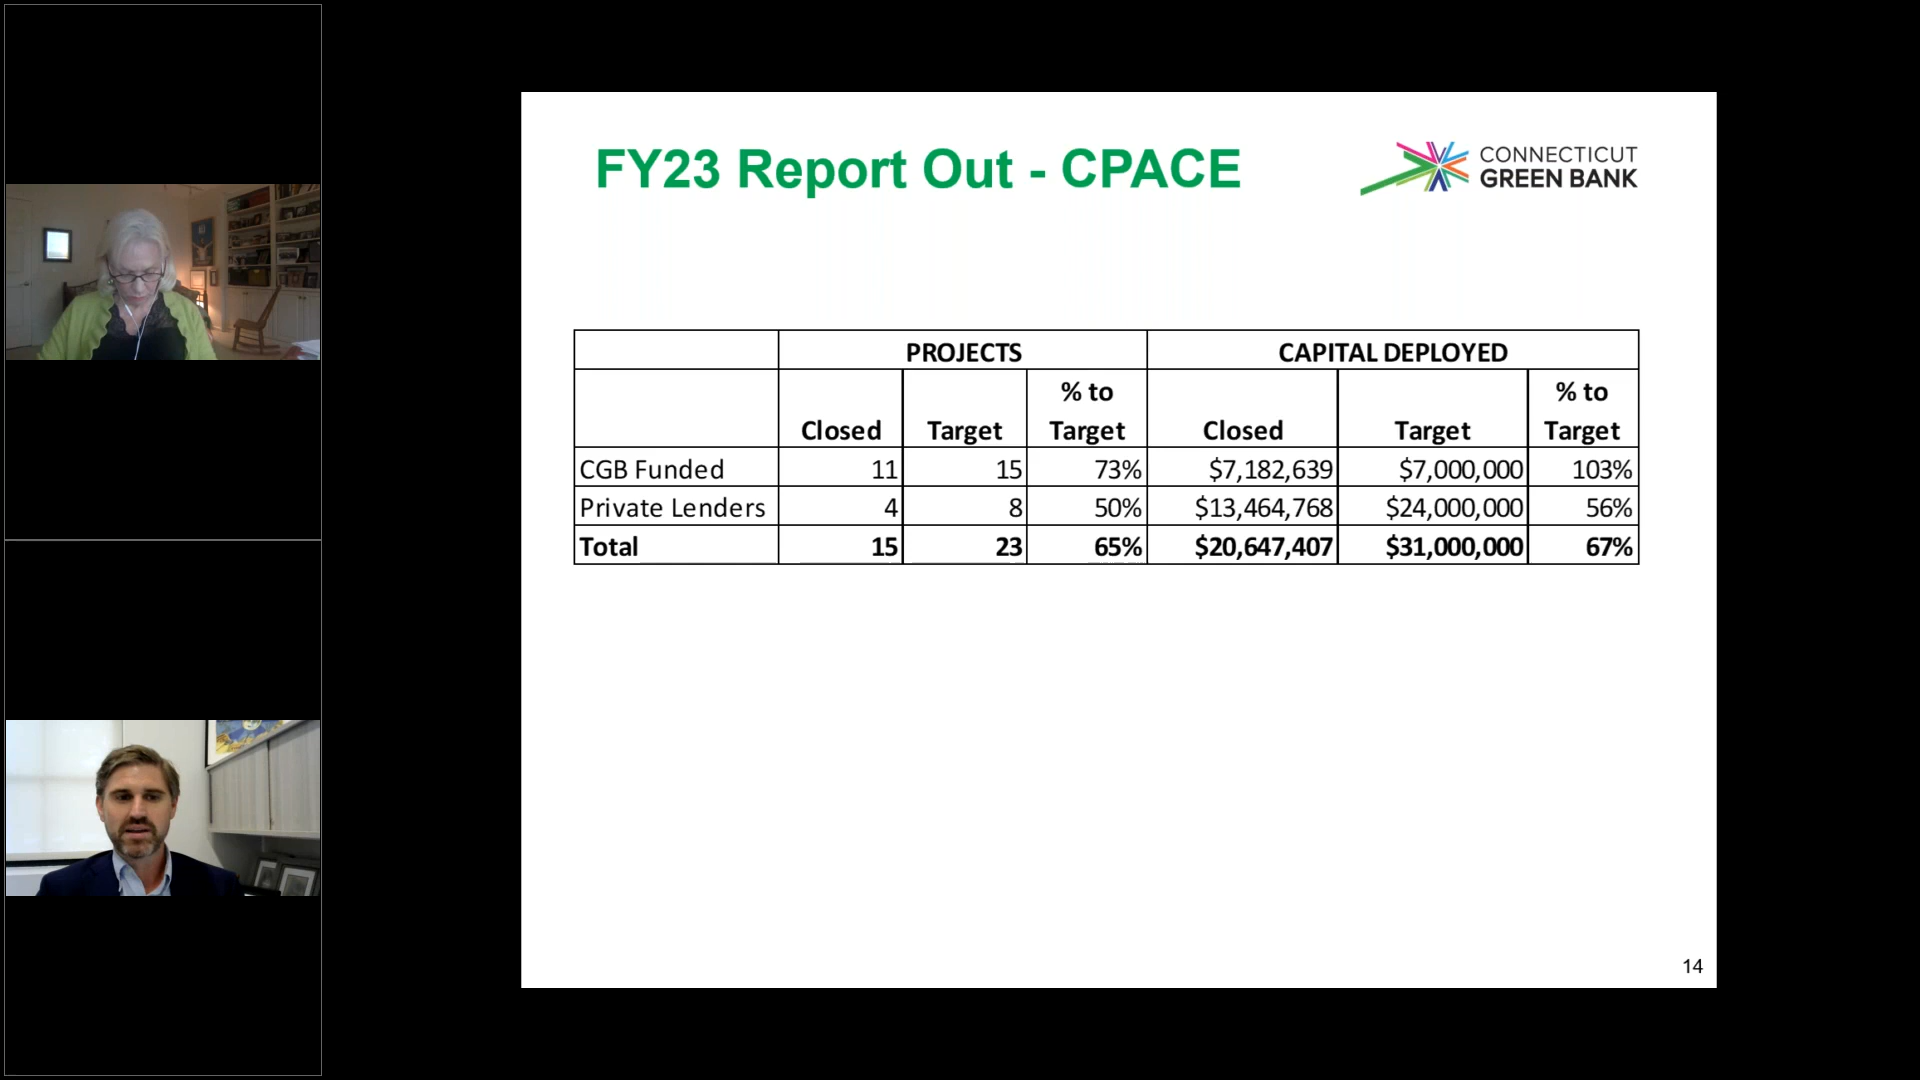 FY23 Report Out - CPACE
CONNECTICUT
GREEN BANK
PROJECTS CAPITAL DEPLOYED
Closed Target % to Target Closed Target % to Target
CGB Funded 11 15 73% $7,182,639 $7,000,000 103%
Private Lenders 4 8 50% $13,464,768 $24,000,000 56%
Total 15 23 65% $20,647,407 $31,000,000 67%
14